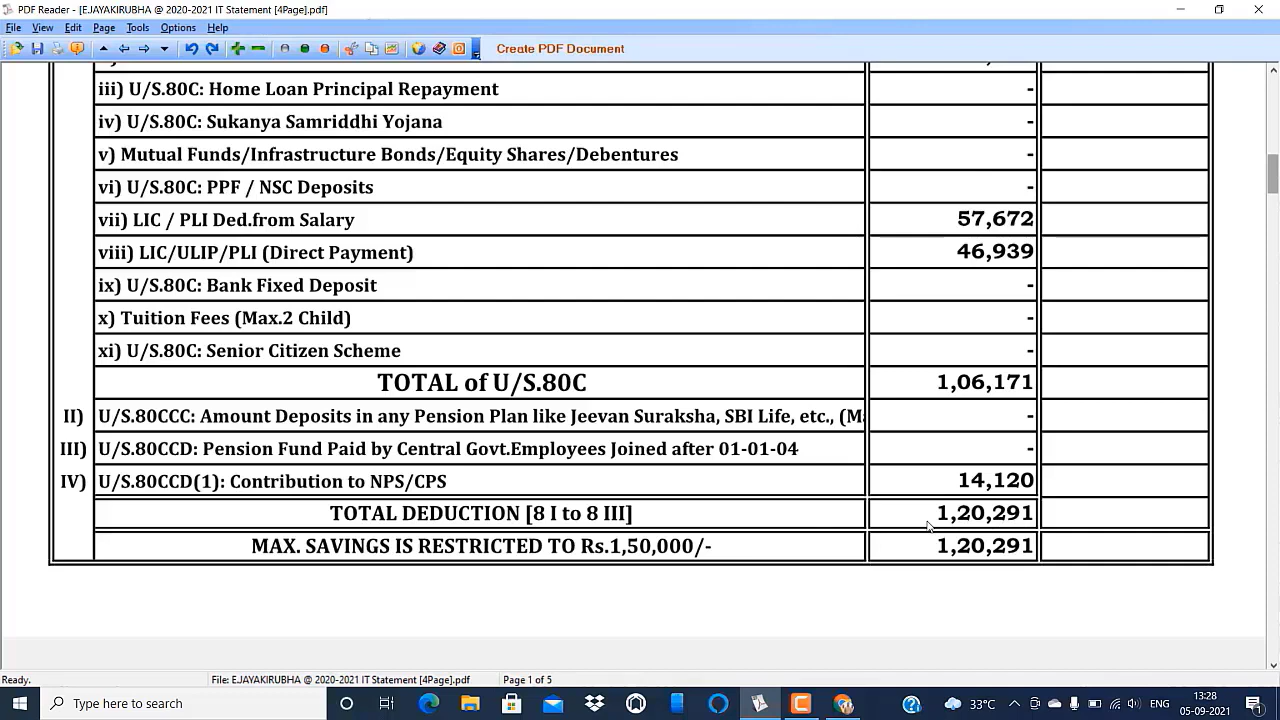 PDF Reader - [EJAYAKIRUBHA @ 2020-2021 IT Statement [4Page].pdf]
File View Edit Page Tools Options Help
Create PDF Document
iii) U/S.80C: Home Loan Principal Repayment -
iv) U/S.80C: Sukanya Samriddhi Yojana -
v) Mutual Funds/Infrastructure Bonds/Equity Shares/Debentures -
vi) U/S.80C: PPF / NSC Deposits -
vii) LIC / PLI Ded.from Salary 57,672
viii) LIC/ULIP/PLI (Direct Payment) 46,939
ix) U/S.80C: Bank Fixed Deposit -
x) Tuition Fees (Max.2 Child) -
xi) U/S.80C: Senior Citizen Scheme -
TOTAL of U/S.80C 1,06,171
II) U/S.80CCC: Amount Deposits in any Pension Plan like Jeevan Suraksha, SBI Life, etc., -
III) U/S.80CCD: Pension Fund Paid by Central Govt.Employees Joined after 01-01-04 -
IV) U/S.80CCD(1): Contribution to NPS/CPS 14,120
TOTAL DEDUCTION [8 I to 8 III] 1,20,291
MAX. SAVINGS IS RESTRICTED TO Rs.1,50,000/- 1,20,291
Ready. File: EJAYAKIRUBHA @ 2020-2021 IT Statement [4Page].pdf Page 1 of 5
Type here to search 33°C ENG 13:28
05-09-2021